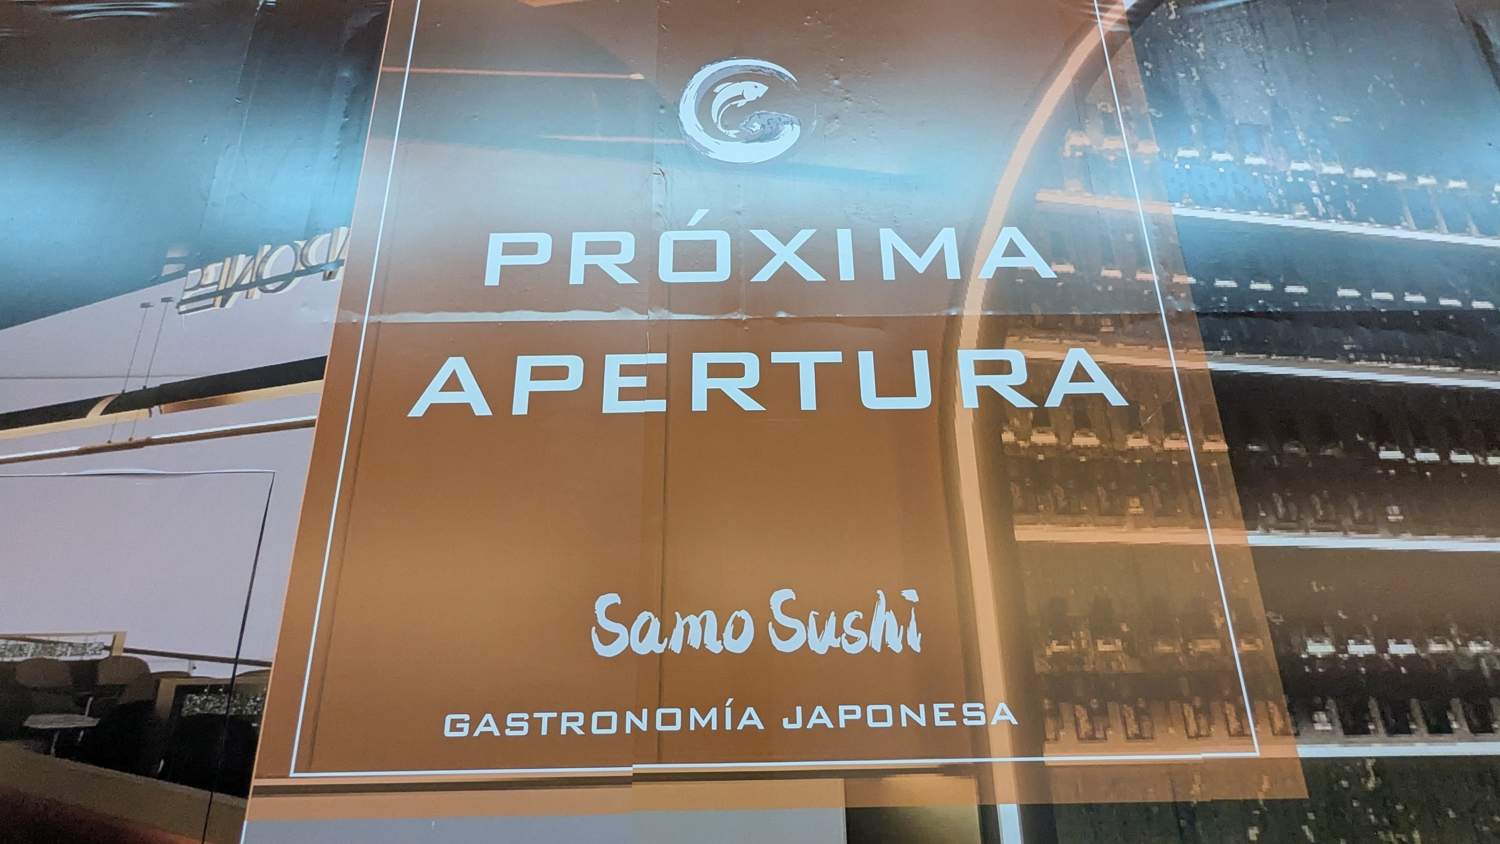 PRÓXIMA
APERTURA
Samo Sushi
GASTRONOMÍA JAPONESA